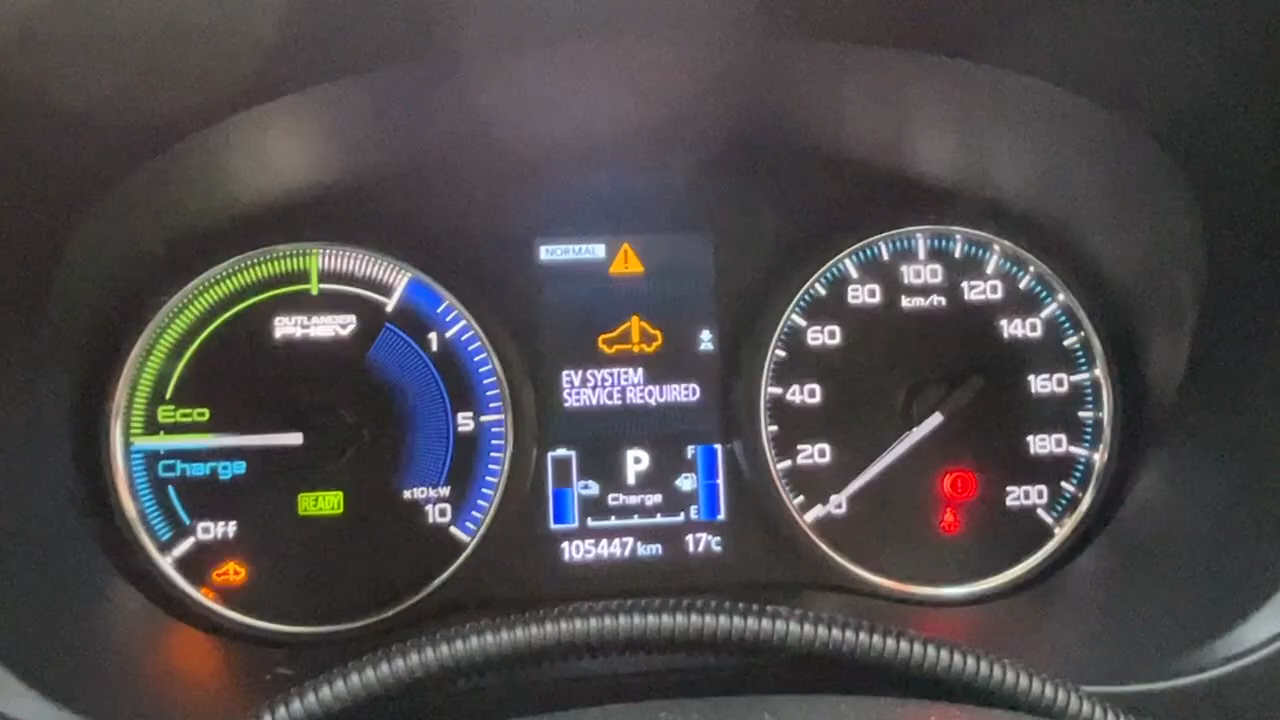 NORMAL
OUTLANDER
PHEV
Eco
Charge
Off
READY
1
5
10
×10kW
EV SYSTEM
SERVICE REQUIRED
P
Charge
F
E
105447 km
17°C
0
20
40
60
80
100
120
140
160
180
200
km/h